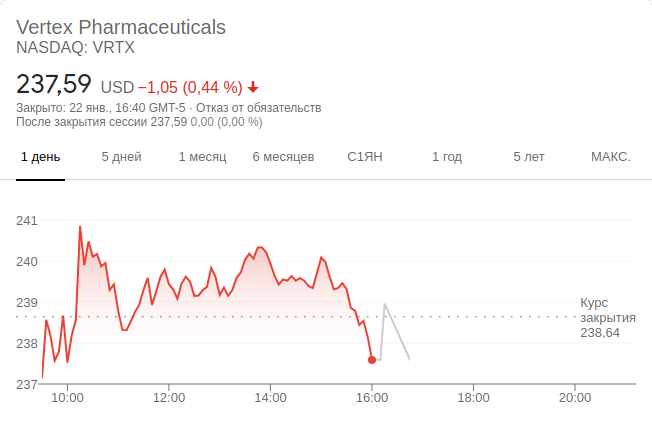 Vertex Pharmaceuticals
NASDAQ: VRTX
237,59 USD −1,05 (0,44 %)
Закрыто: 22 янв., 16:40 GMT-5 · Отказ от обязательств
После закрытия сессии 237,59 0,00 (0,00 %)
1 день 5 дней 1 месяц 6 месяцев С1ЯН 1 год 5 лет МАКС.
241
240
239
238
237
Курс
закрытия
238,64
10:00 12:00 14:00 16:00 18:00 20:00